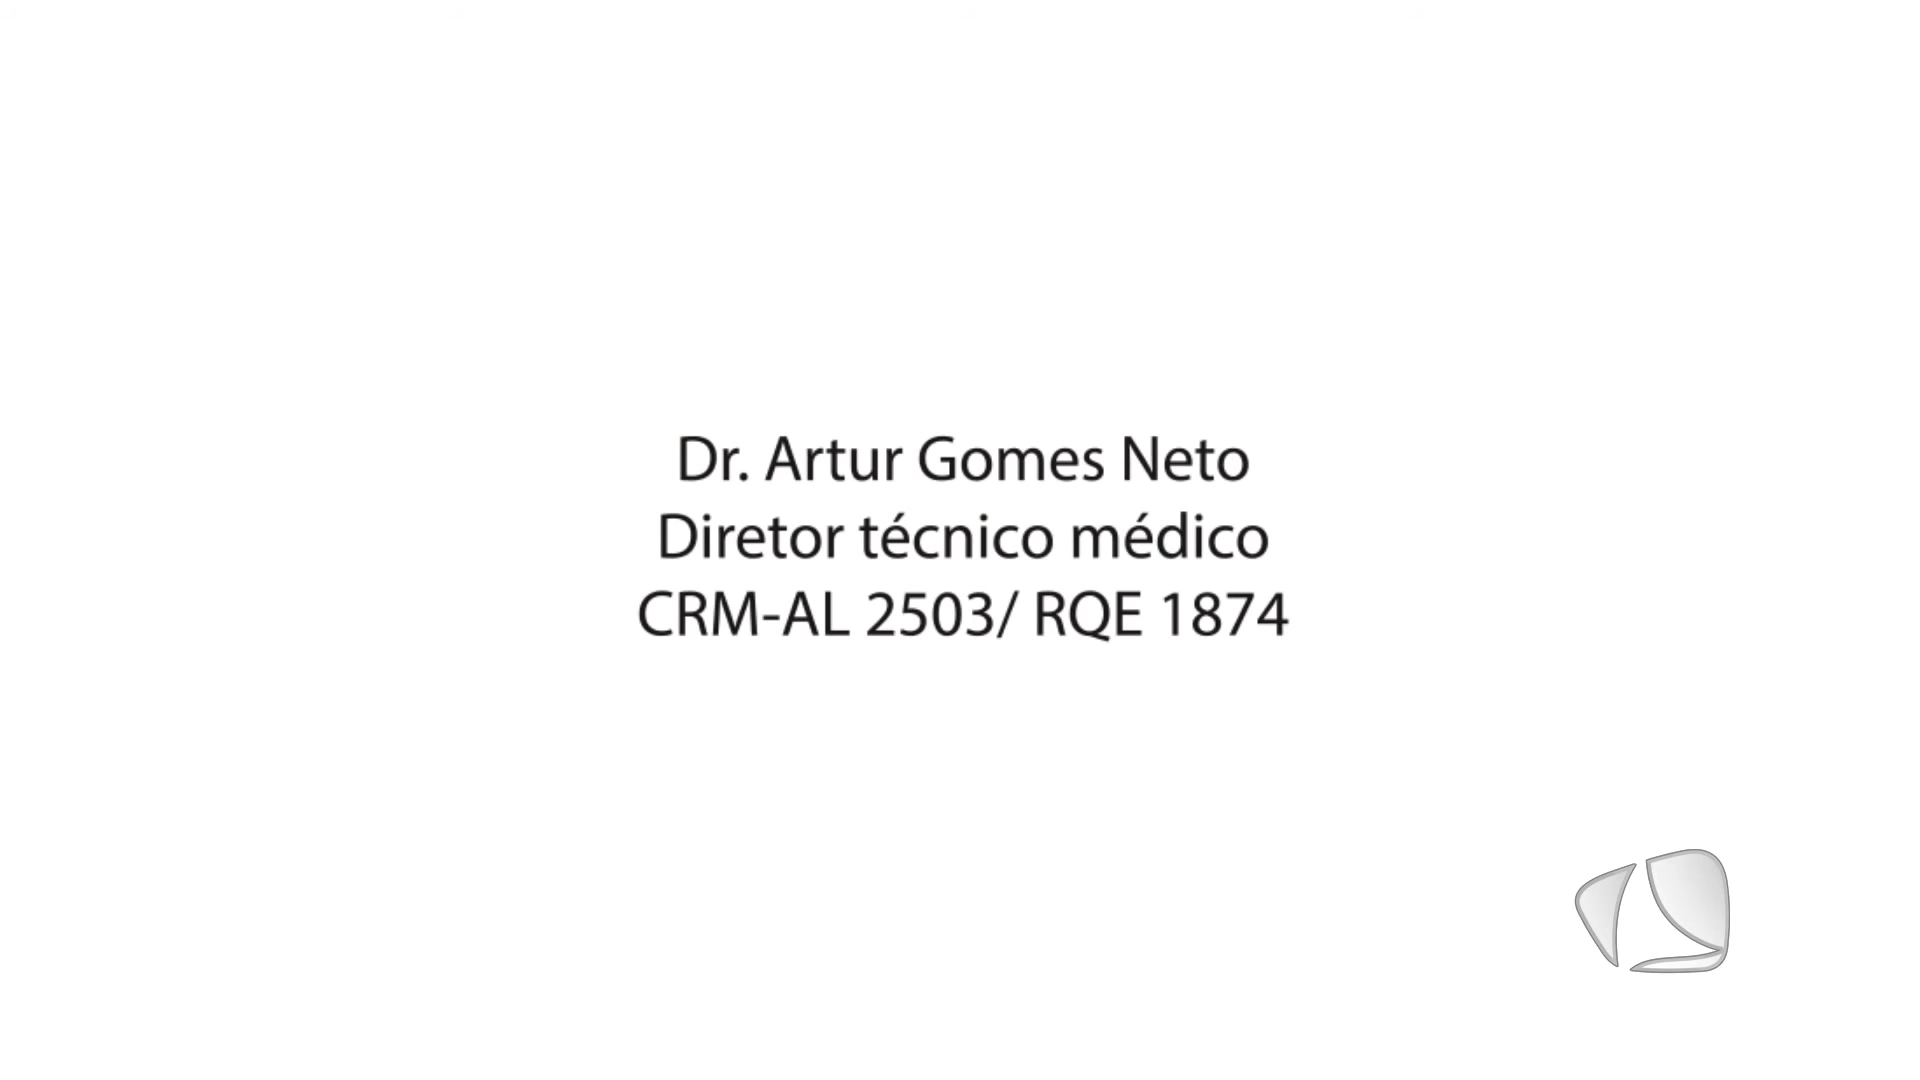 Dr. Artur Gomes Neto
Diretor técnico médico
CRM-AL 2503/ RQE 1874